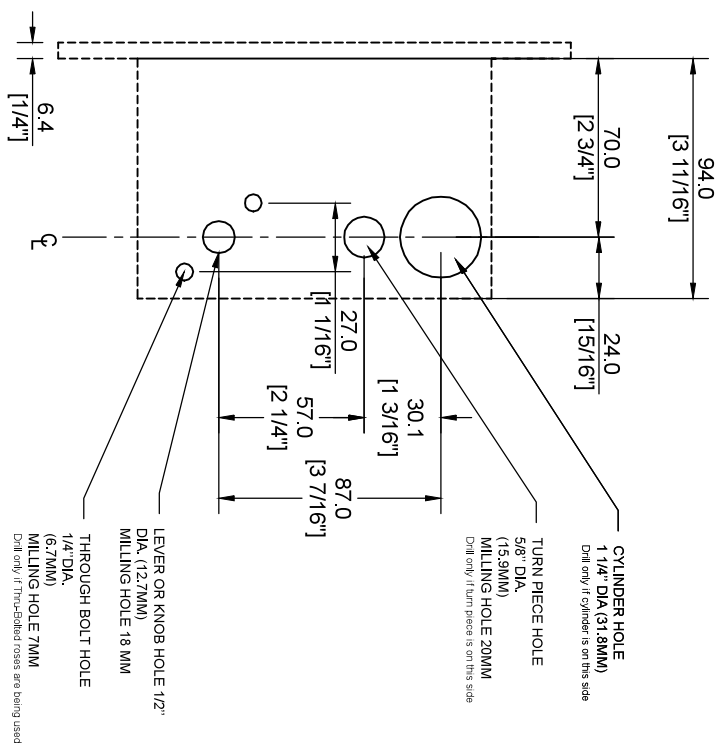 94.0
[3 11/16"]
70.0
[2 3/4"]
24.0
[15/16"]
6.4
[1/4"]
CL
27.0
[1 1/16"]
30.1
[1 3/16"]
57.0
[2 1/4"]
87.0
[3 7/16"]
CYLINDER HOLE
1 1/4" DIA (31.8MM)
Drill only if cylinder is on this side
TURN PIECE HOLE
5/8" DIA.
(15.9MM)
MILLING HOLE 20MM
Drill only if turn piece is on this side
LEVER OR KNOB HOLE 1/2"
DIA. (12.7MM)
MILLING HOLE 18 MM
THROUGH BOLT HOLE
1/4"DIA.
(6.7MM)
MILLING HOLE 7MM
Drill only if Thru-Bolted roses are being used